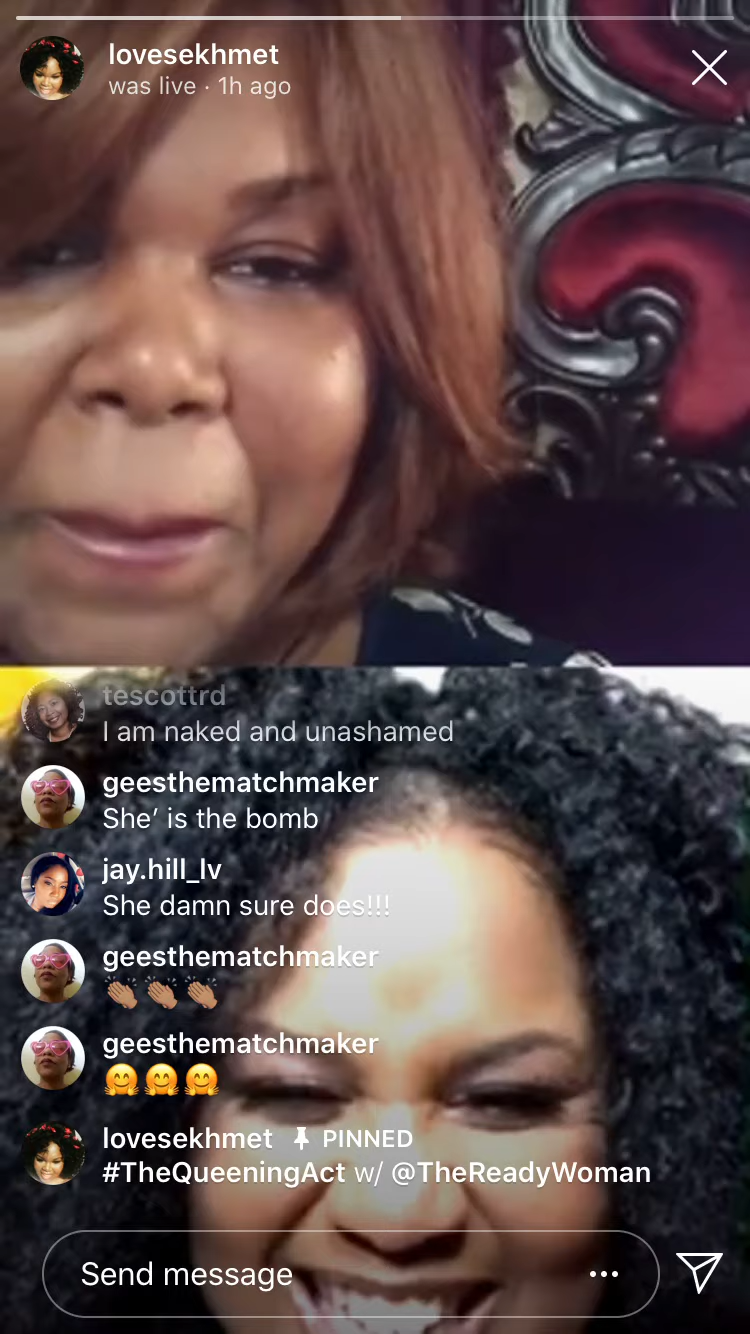 lovesekhmet
was live · 1h ago
tescottrd
I am naked and unashamed
geesthematchmaker
She’ is the bomb
jay.hill_lv
She damn sure does!!!
geesthematchmaker
👏🏽👏🏽👏🏽
geesthematchmaker
🤗🤗🤗
lovesekhmet PINNED
#TheQueeningAct w/ @TheReadyWoman
Send message